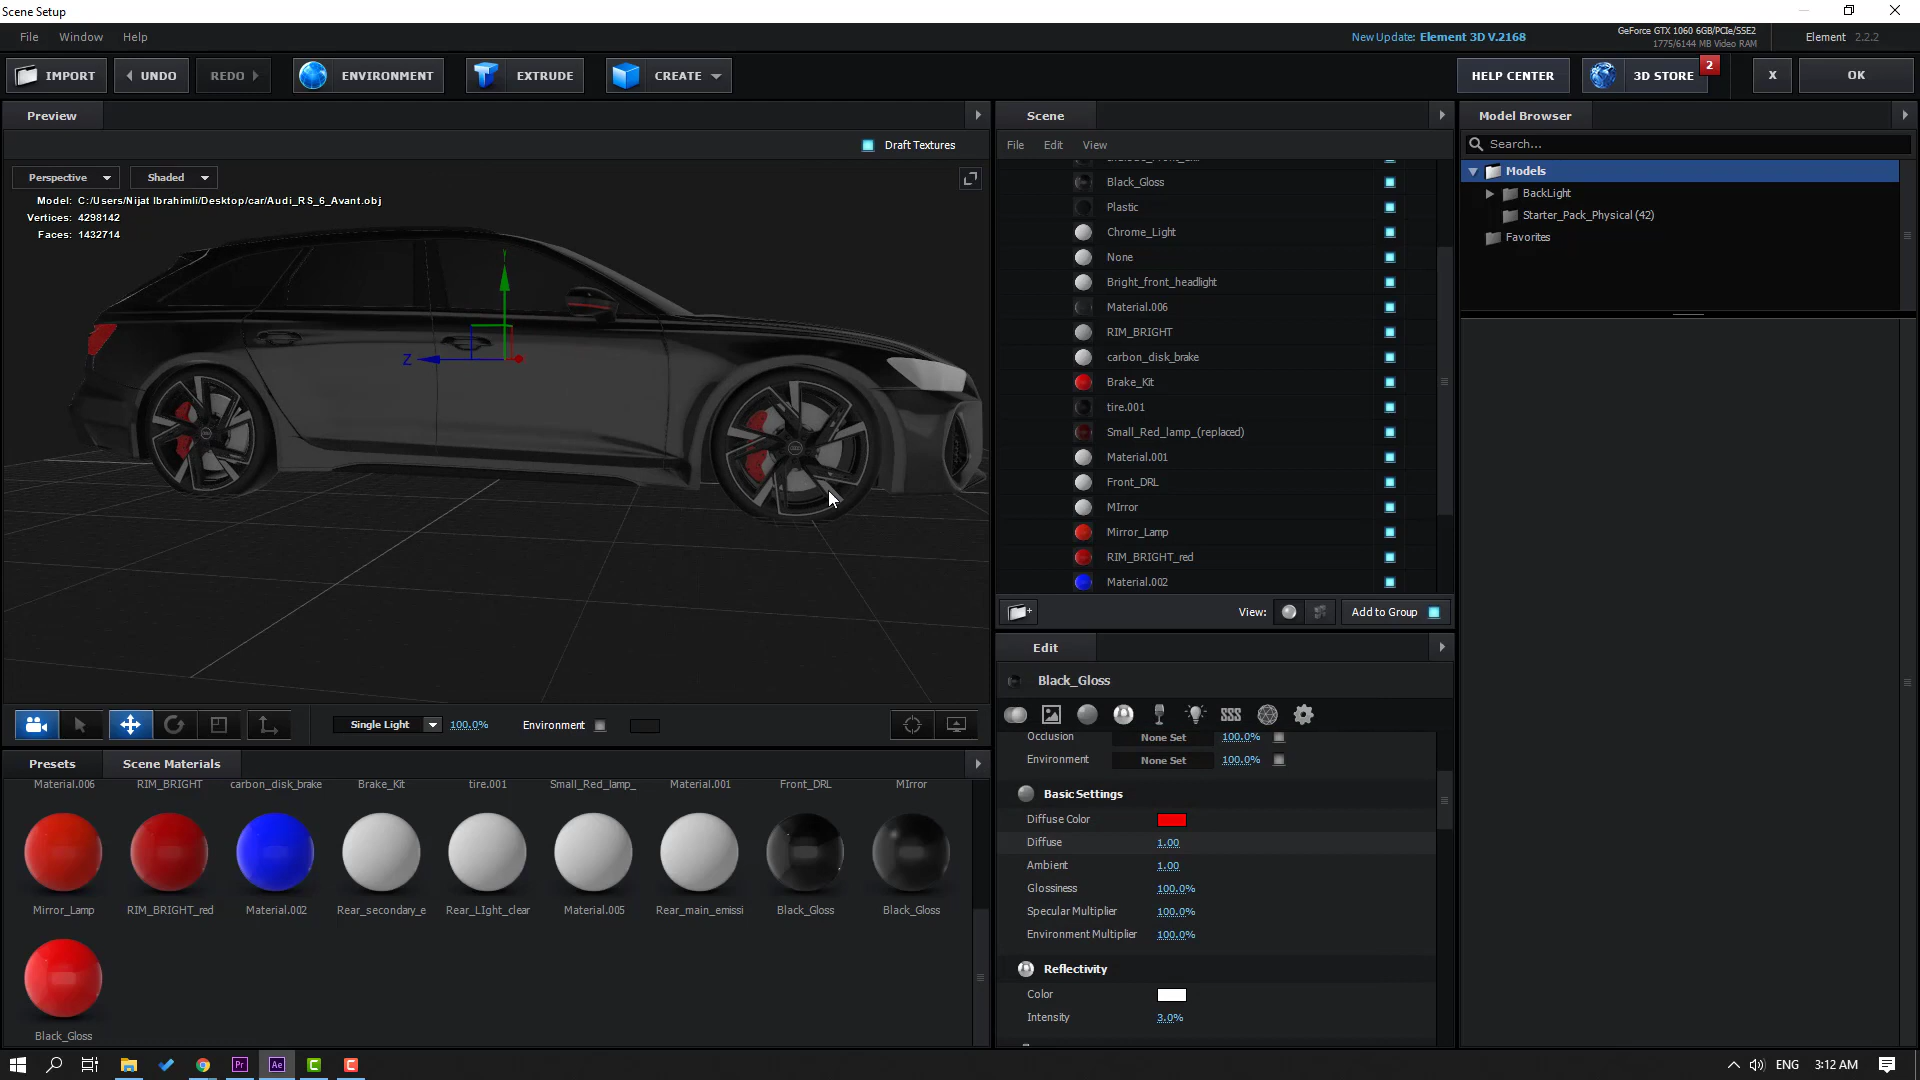 Scene Setup
File Window Help
New Update: Element 3D V.2168
GeForce GTX 1060 6GB/PCIe/SSE2
1775/6144 MB Video RAM
Element 2.2.2
IMPORT
UNDO
REDO
ENVIRONMENT
EXTRUDE
CREATE
HELP CENTER
3D STORE
2
X
OK
Preview
Draft Textures
Perspective
Shaded
Model: C:/Users/Nijat Ibrahimli/Desktop/car/Audi_RS_6_Avant.obj
Vertices: 4298142
Faces: 1432714
Y
Z
Single Light
100.0%
Environment
Presets
Scene Materials
Material.006
RIM_BRIGHT
carbon_disk_brake
Brake_Kit
tire.001
Small_Red_lamp_
Material.001
Front_DRL
MIrror
Mirror_Lamp
RIM_BRIGHT_red
Material.002
Rear_secondary_e
Rear_LIght_clear
Material.005
Rear_main_emissi
Black_Gloss
Black_Gloss
Black_Gloss
Scene
File Edit View
Black_Gloss
Plastic
Chrome_Light
None
Bright_front_headlight
Material.006
RIM_BRIGHT
carbon_disk_brake
Brake_Kit
tire.001
Small_Red_lamp_(replaced)
Material.001
Front_DRL
MIrror
Mirror_Lamp
RIM_BRIGHT_red
Material.002
View:
Add to Group
Edit
Black_Gloss
Occlusion None Set 100.0%
Environment None Set 100.0%
Basic Settings
Diffuse Color
Diffuse 1.00
Ambient 1.00
Glossiness 100.0%
Specular Multiplier 100.0%
Environment Multiplier 100.0%
Reflectivity
Color
Intensity 3.0%
Model Browser
Search...
Models
BackLight
Starter_Pack_Physical (42)
Favorites
Pr
Ae
C
C
ENG
3:12 AM